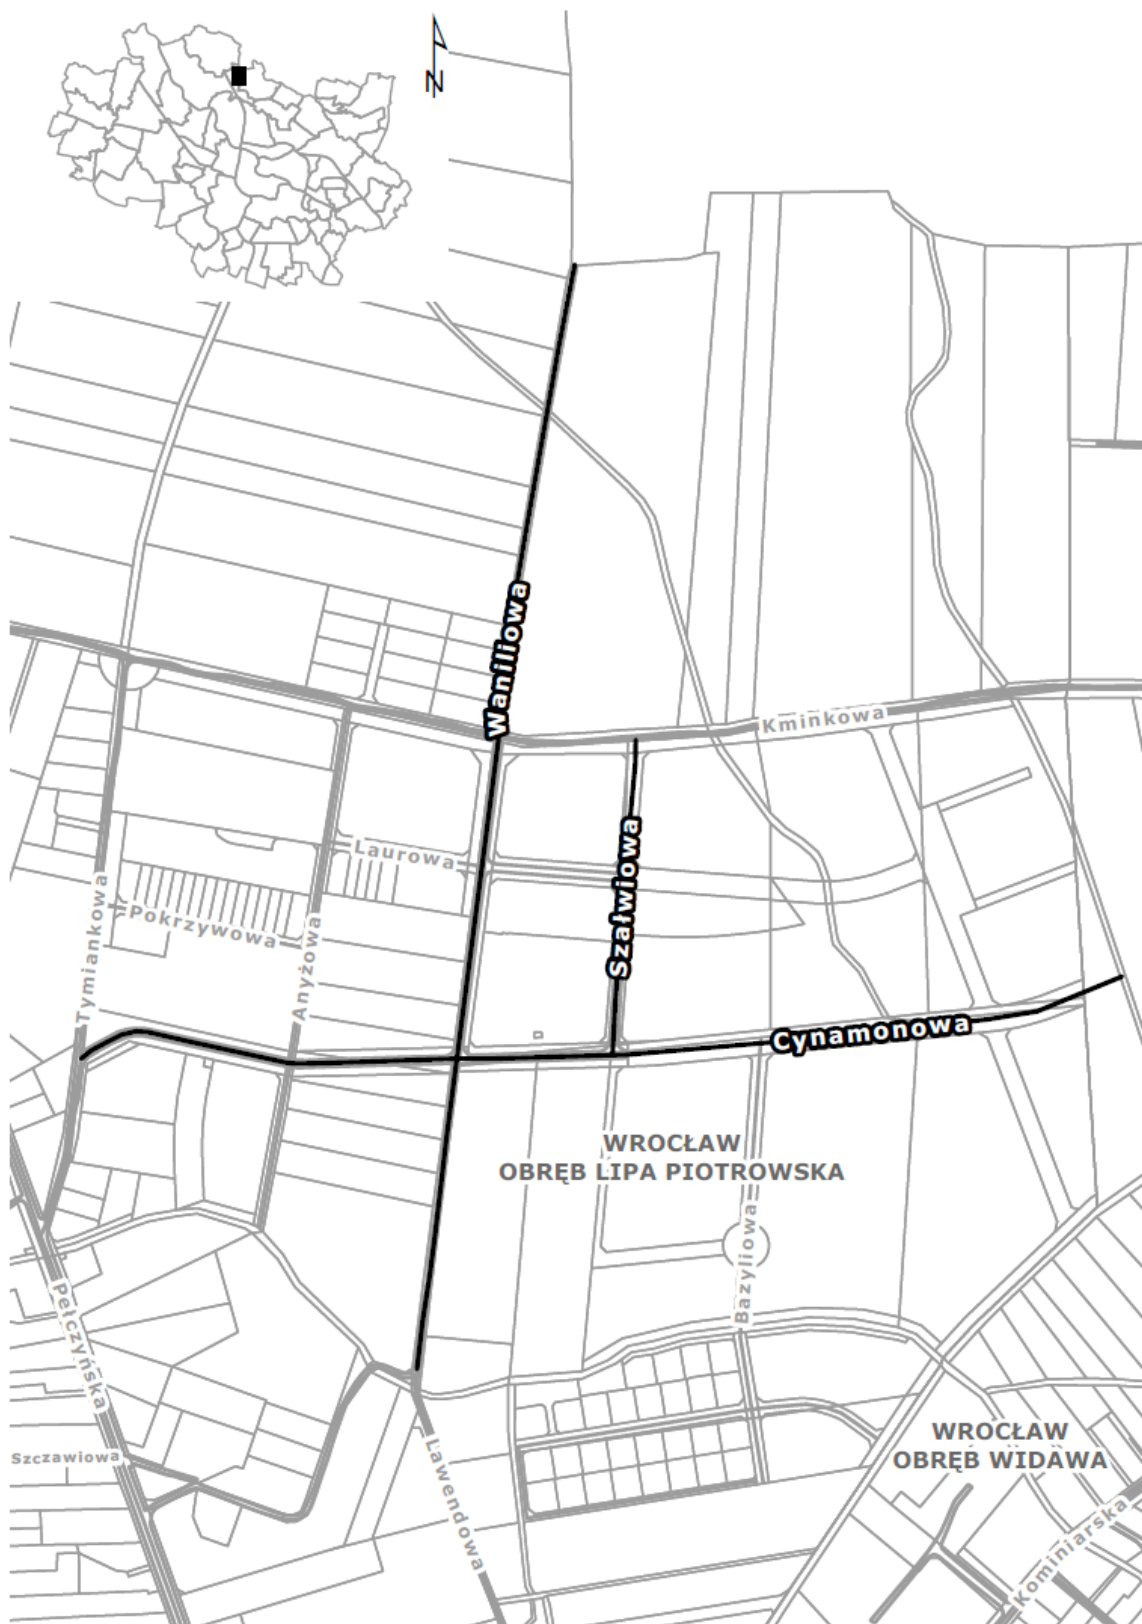 N
Waniliowa
Kminkowa
Szałwiowa
Laurowa
Tymiankowa
Pokrzywowa
Anyżowa
Cynamonowa
WROCŁAW
OBRĘB LIPA PIOTROWSKA
Bazyliowa
Pełczyńska
WROCŁAW
OBRĘB WIDAWA
Szczawiowa
Lawendowa
Kominiarska